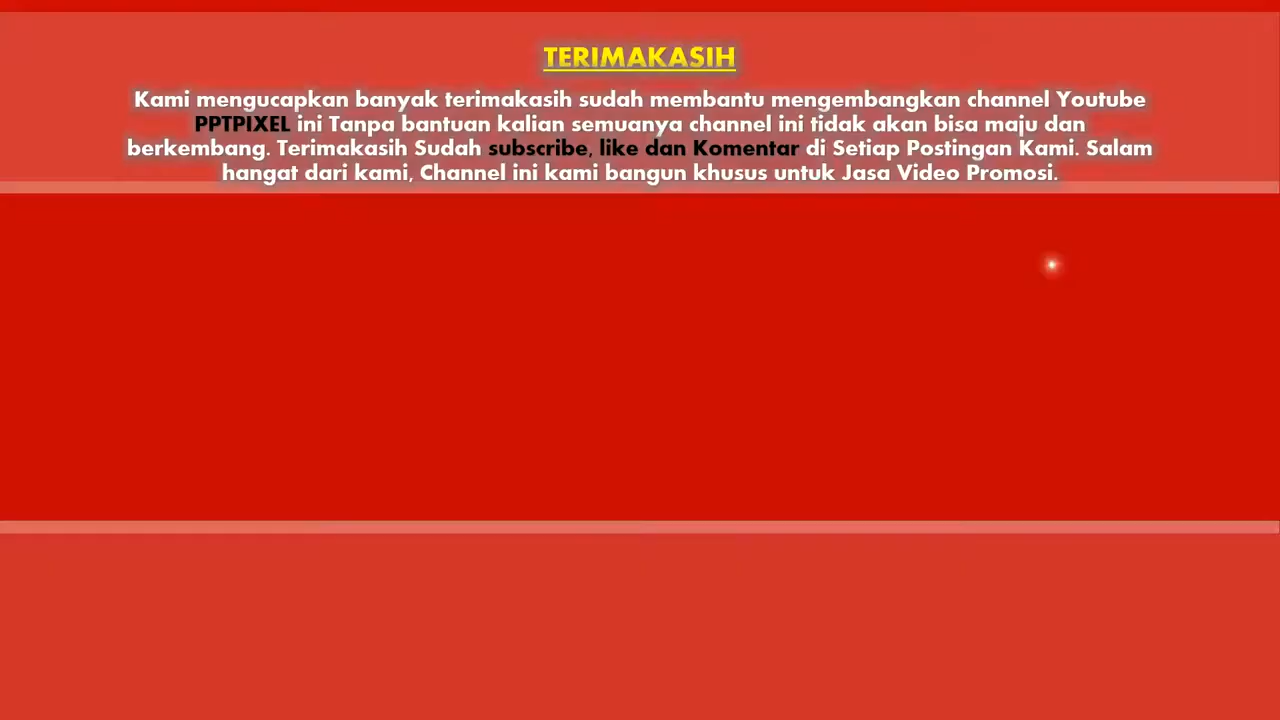 TERIMAKASIH
Kami mengucapkan banyak terimakasih sudah membantu mengembangkan channel Youtube
PPTPIXEL ini Tanpa bantuan kalian semuanya channel ini tidak akan bisa maju dan
berkembang. Terimakasih Sudah subscribe, like dan Komentar di Setiap Postingan Kami. Salam
hangat dari kami, Channel ini kami bangun khusus untuk Jasa Video Promosi.